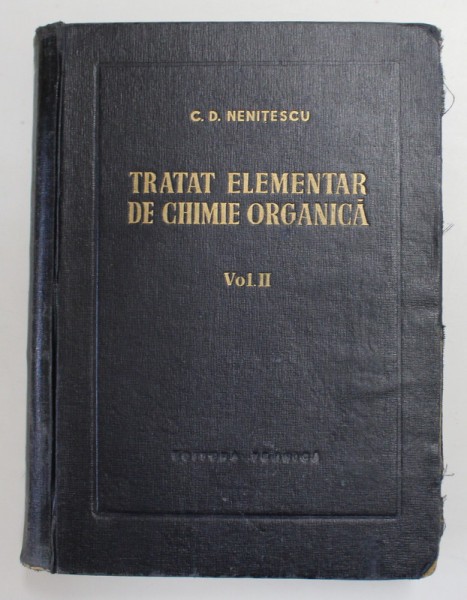 C. D. NENITESCU
TRATAT ELEMENTAR
DE CHIMIE ORGANICĂ
Vol. II
EDITURA TEHNICĂ